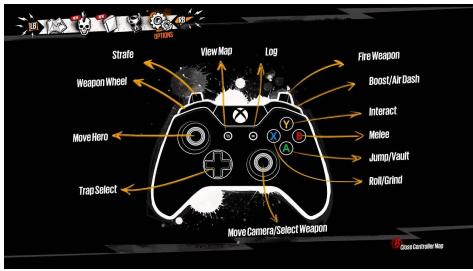 LB
RB
OPTIONS
Strafe
View Map
Log
Fire Weapon
Weapon Wheel
Boost/Air Dash
Interact
Y
Move Hero
X
B
Melee
A
Jump/Vault
Trap Select
Roll/Grind
Move Camera/Select Weapon
B Close Controller Map